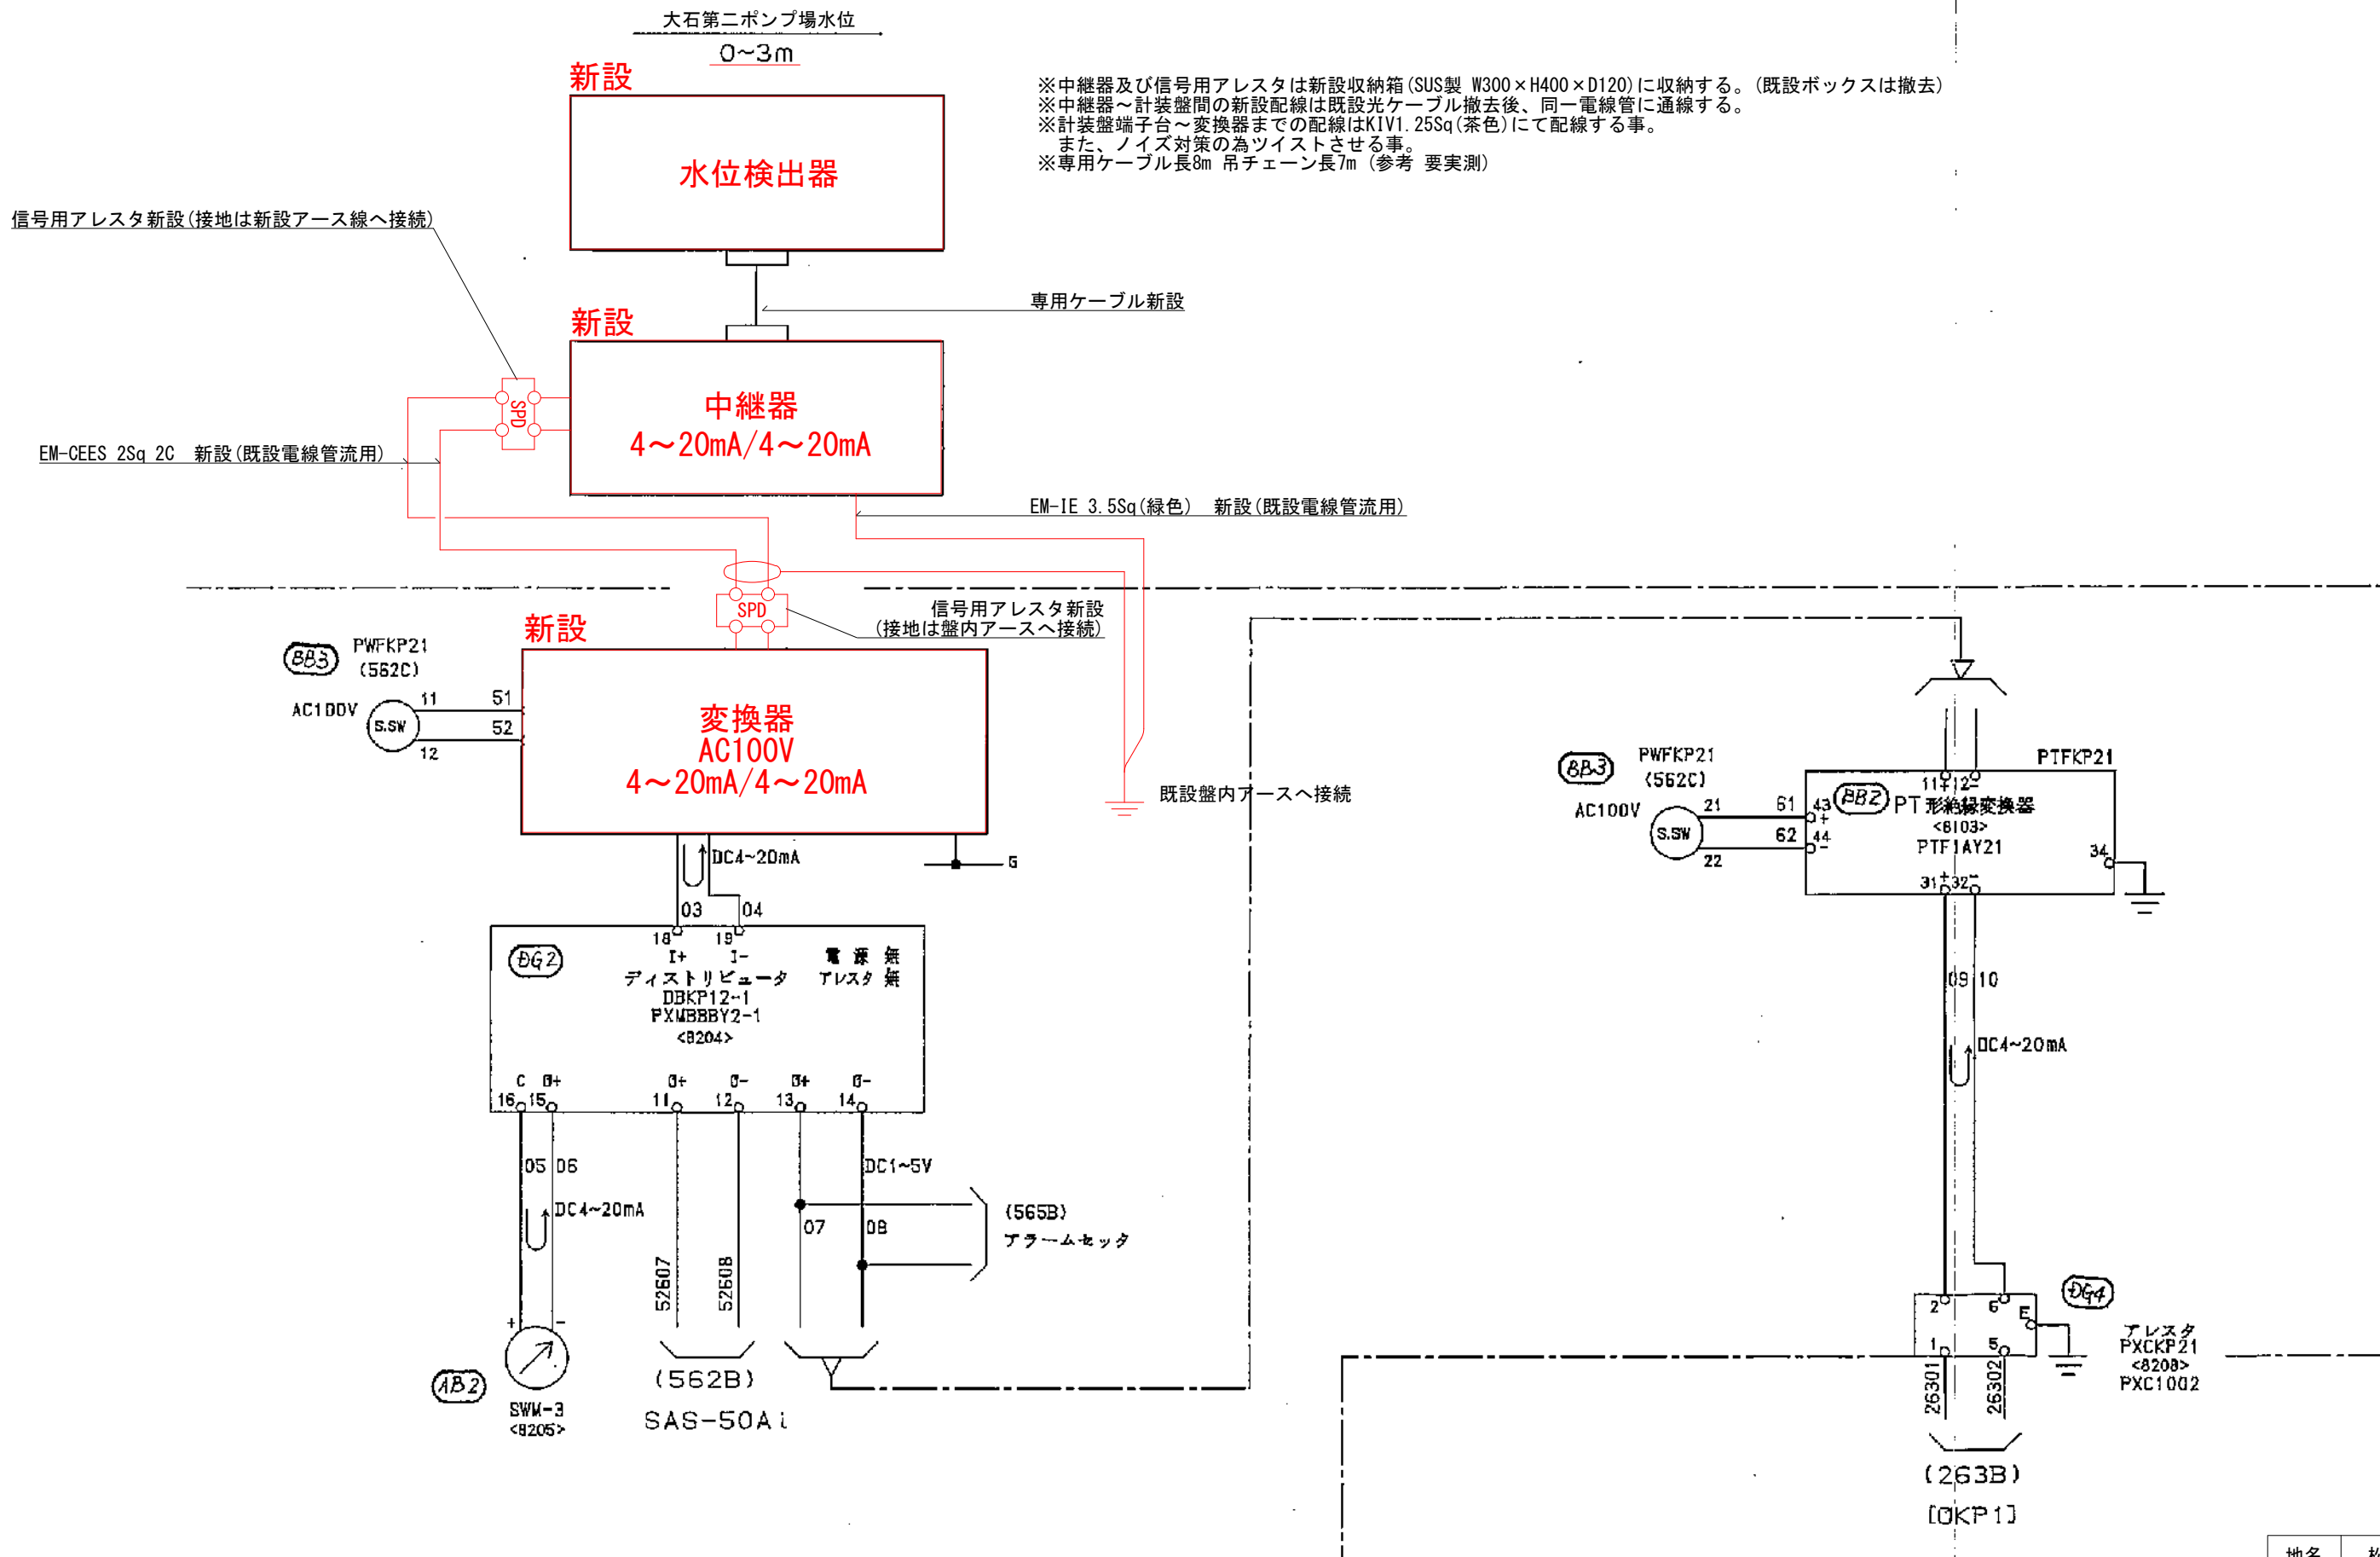 大石第二ポンプ場水位
0~3m
新設
水位検出器
※中継器及び信号用アレスタは新設収納箱(SUS製 W300×H400×D120)に収納する。(既設ボックスは撤去)
※中継器～計装盤間の新設配線は既設光ケーブル撤去後、同一電線管に通線する。
※計装盤端子台～変換器までの配線はKIV1.25Sq(茶色)にて配線する事。
また、ノイズ対策の為ツイストさせる事。
※専用ケーブル長8m 吊チェーン長7m (参考 要実測)
信号用アレスタ新設(接地は新設アース線へ接続)
専用ケーブル新設
新設
中継器
4～20mA/4～20mA
SPD
EM-CEES 2Sq 2C 新設(既設電線管流用)
EM-IE 3.5Sq(緑色) 新設(既設電線管流用)
SPD
信号用アレスタ新設
(接地は盤内アースへ接続)
新設
変換器
AC100V
4～20mA/4～20mA
BB3
PWFKP21
(562C)
AC100V
S.SW
11
51
12
52
既設盤内アースへ接続
G
DC4~20mA
03
04
18
19
I+
I-
DG2
電源 無
アレスタ 無
ディストリビュータ
DBKP12-1
PXMBBBY2-1
<8204>
C
0+
0+
0-
0+
0-
16
15
11
12
13
14
05
06
DC4~20mA
52607
52608
07
08
DC1~5V
(565B)
アラームセッタ
+
-
AB2
SWM-3
<8205>
(562B)
SAS-50Ai
BB3
PWFKP21
(562C)
AC100V
S.SW
21
61
43
+
22
62
44
-
PTFKP21
11+
12-
BB2
PT形絶縁変換器
<8103>
PTF1AY21
34
31+
32-
09
10
DC4~20mA
2
6
E
1
5
DG4
アレスタ
PXCKP21
<8208>
PXC1002
26301
26302
(263B)
[OKP1]
地名